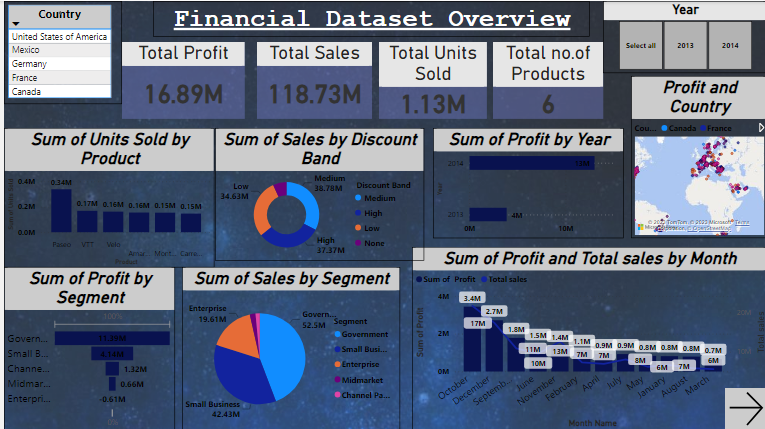 Country
United States of America
Mexico
Germany
France
Canada
Financial Dataset Overview
Year
Select all
2013
2014
Total Profit
16.89M
Total Sales
118.73M
Total Units
Sold
1.13M
Total no.of
Products
6
Profit and
Country
Cou...
Canada
France
Sum of Units Sold by
Product
0.4M
0.2M
0.0M
0.34M
0.17M
0.16M
0.16M
0.15M
0.15M
Paseo
VTT
Velo
Amar...
Mont...
Carre...
Product
Sum of Sales by Discount
Band
Medium
38.78M
Low
34.63M
High
37.37M
Discount Band
Medium
High
Low
None
Sum of Profit by Year
2014
2013
Year
4M
0M
10M
© 2023 TomTom, © 2023 Microsoft
Terms
© OpenStreetMap
Sum of Profit by
Segment
100%
Govern...
11.39M
Small B...
4.14M
Channe...
1.32M
Midmar...
0.66M
Enterpri...
-0.61M
Sum of Sales by Segment
Enterprise
19.61M
Govern...
52.5M
Small Business
42.43M
Segment
Government
Small Busi...
Enterprise
Midmarket
Channel Pa...
Sum of Profit and Total sales by Month
Sum of Profit
Total sales
Sum of Profit
4M
2M
0M
3.4M
2.7M
1.8M
1.5M
1.4M
1.1M
0.9M
0.9M
0.8M
0.8M
0.8M
0.7M
17M
11M
10M
13M
7M
7M
8M
6M
7M
6M
October
December
Septemb...
June
November
February
April
July
May
January
August
March
Month Name
Total sales